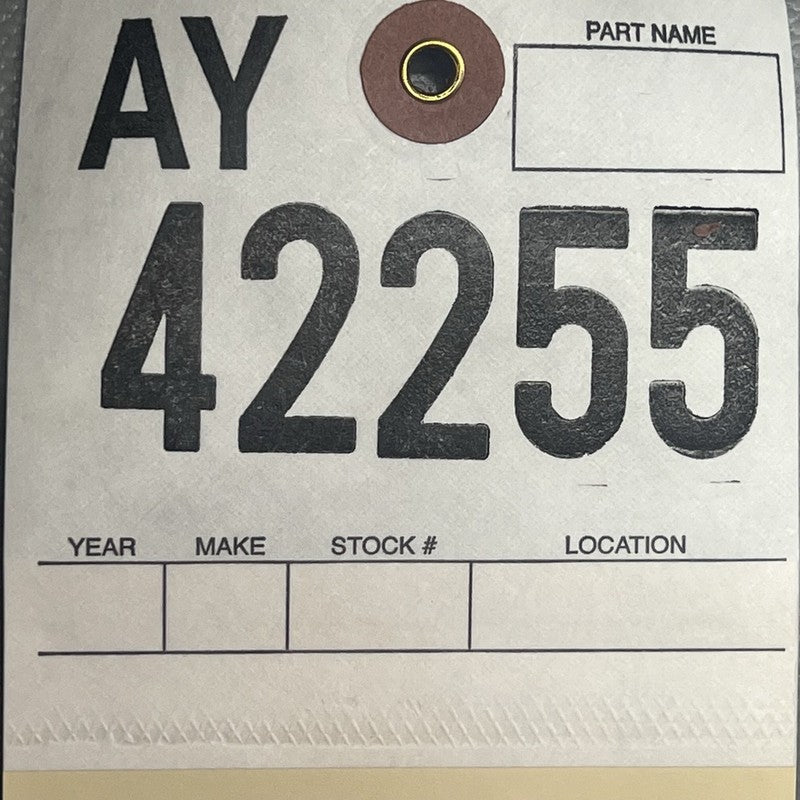 AY
PART NAME
42255
YEAR MAKE STOCK # LOCATION